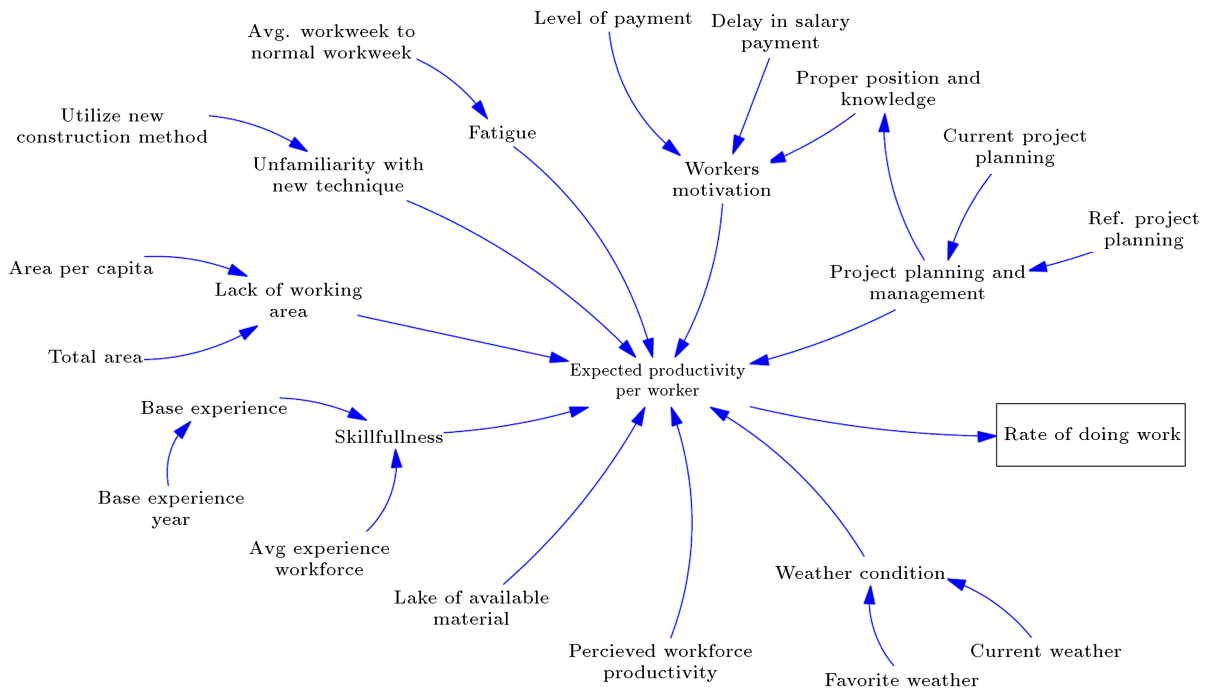 Level of payment
Delay in salary
payment
Avg. workweek to
normal workweek
Proper position and
knowledge
Utilize new
construction method
Fatigue
Current project
planning
Unfamiliarity with
new technique
Workers
motivation
Ref. project
planning
Area per capita
Project planning and
management
Lack of working
area
Total area
Expected productivity
per worker
Base experience
Skillfullness
Rate of doing work
Base experience
year
Avg experience
workforce
Weather condition
Lake of available
material
Percieved workforce
productivity
Current weather
Favorite weather